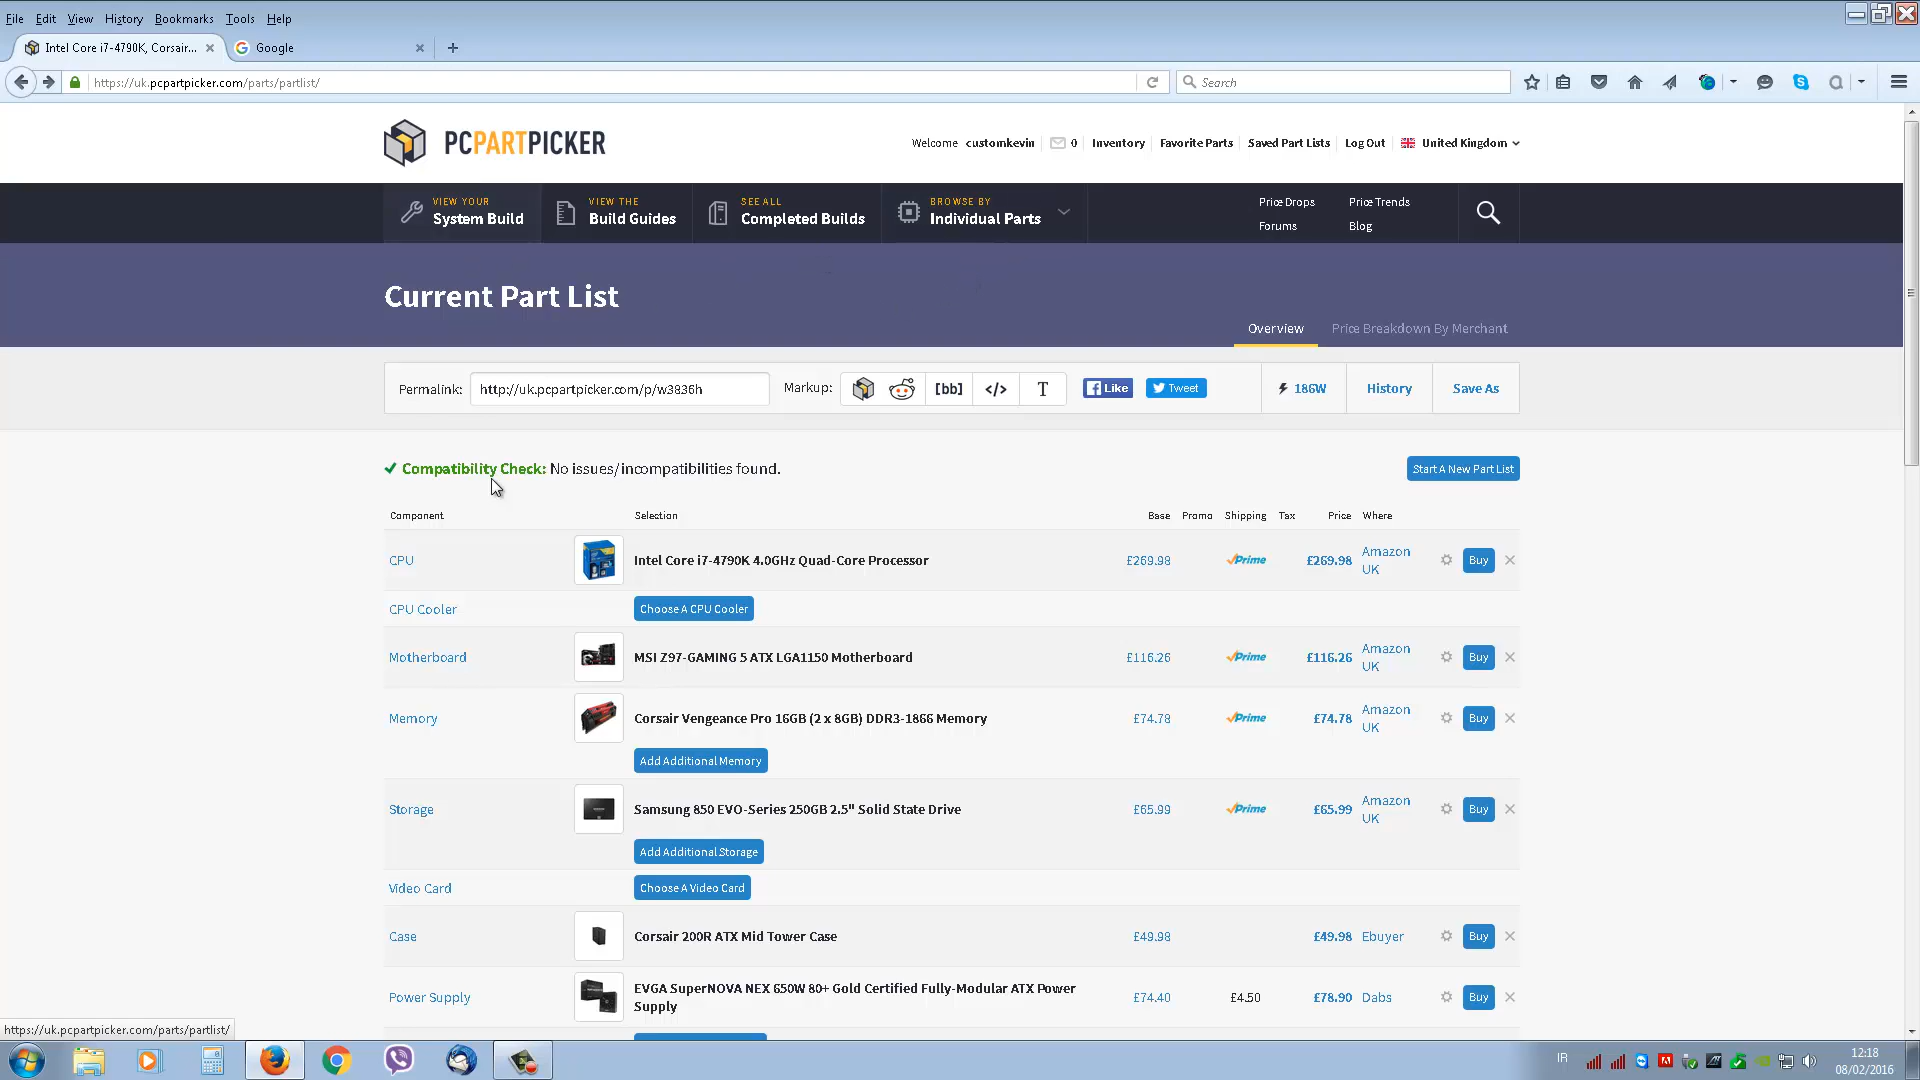 File Edit View History Bookmarks Tools Help
Intel Core i7-4790K, Corsair... Google
https://uk.pcpartpicker.com/parts/partlist/ Search
PCPARTPICKER
Welcome customkevin 0 Inventory Favorite Parts Saved Part Lists Log Out United Kingdom
VIEW YOUR VIEW THE SEE ALL BROWSE BY Price Drops Price Trends
System Build Build Guides Completed Builds Individual Parts Forums Blog
Current Part List
Overview Price Breakdown By Merchant
Permalink: http://uk.pcpartpicker.com/p/w3836h Markup: [bb] </> T Like Tweet 186W History Save As
Compatibility Check: No issues/incompatibilities found. Start A New Part List
Component Selection Base Promo Shipping Tax Price Where
CPU Intel Core i7-4790K 4.0GHz Quad-Core Processor £269.98 Prime £269.98 Amazon UK Buy
CPU Cooler Choose A CPU Cooler
Motherboard MSI Z97-GAMING 5 ATX LGA1150 Motherboard £116.26 Prime £116.26 Amazon UK Buy
Memory Corsair Vengeance Pro 16GB (2 x 8GB) DDR3-1866 Memory £74.78 Prime £74.78 Amazon UK Buy
Add Additional Memory
Storage Samsung 850 EVO-Series 250GB 2.5" Solid State Drive £65.99 Prime £65.99 Amazon UK Buy
Add Additional Storage
Video Card Choose A Video Card
Case Corsair 200R ATX Mid Tower Case £49.98 £49.98 Ebuyer Buy
Power Supply EVGA SuperNOVA NEX 650W 80+ Gold Certified Fully-Modular ATX Power Supply £74.40 £4.50 £78.90 Dabs Buy
https://uk.pcpartpicker.com/parts/partlist/
IR 12:18
08/02/2016